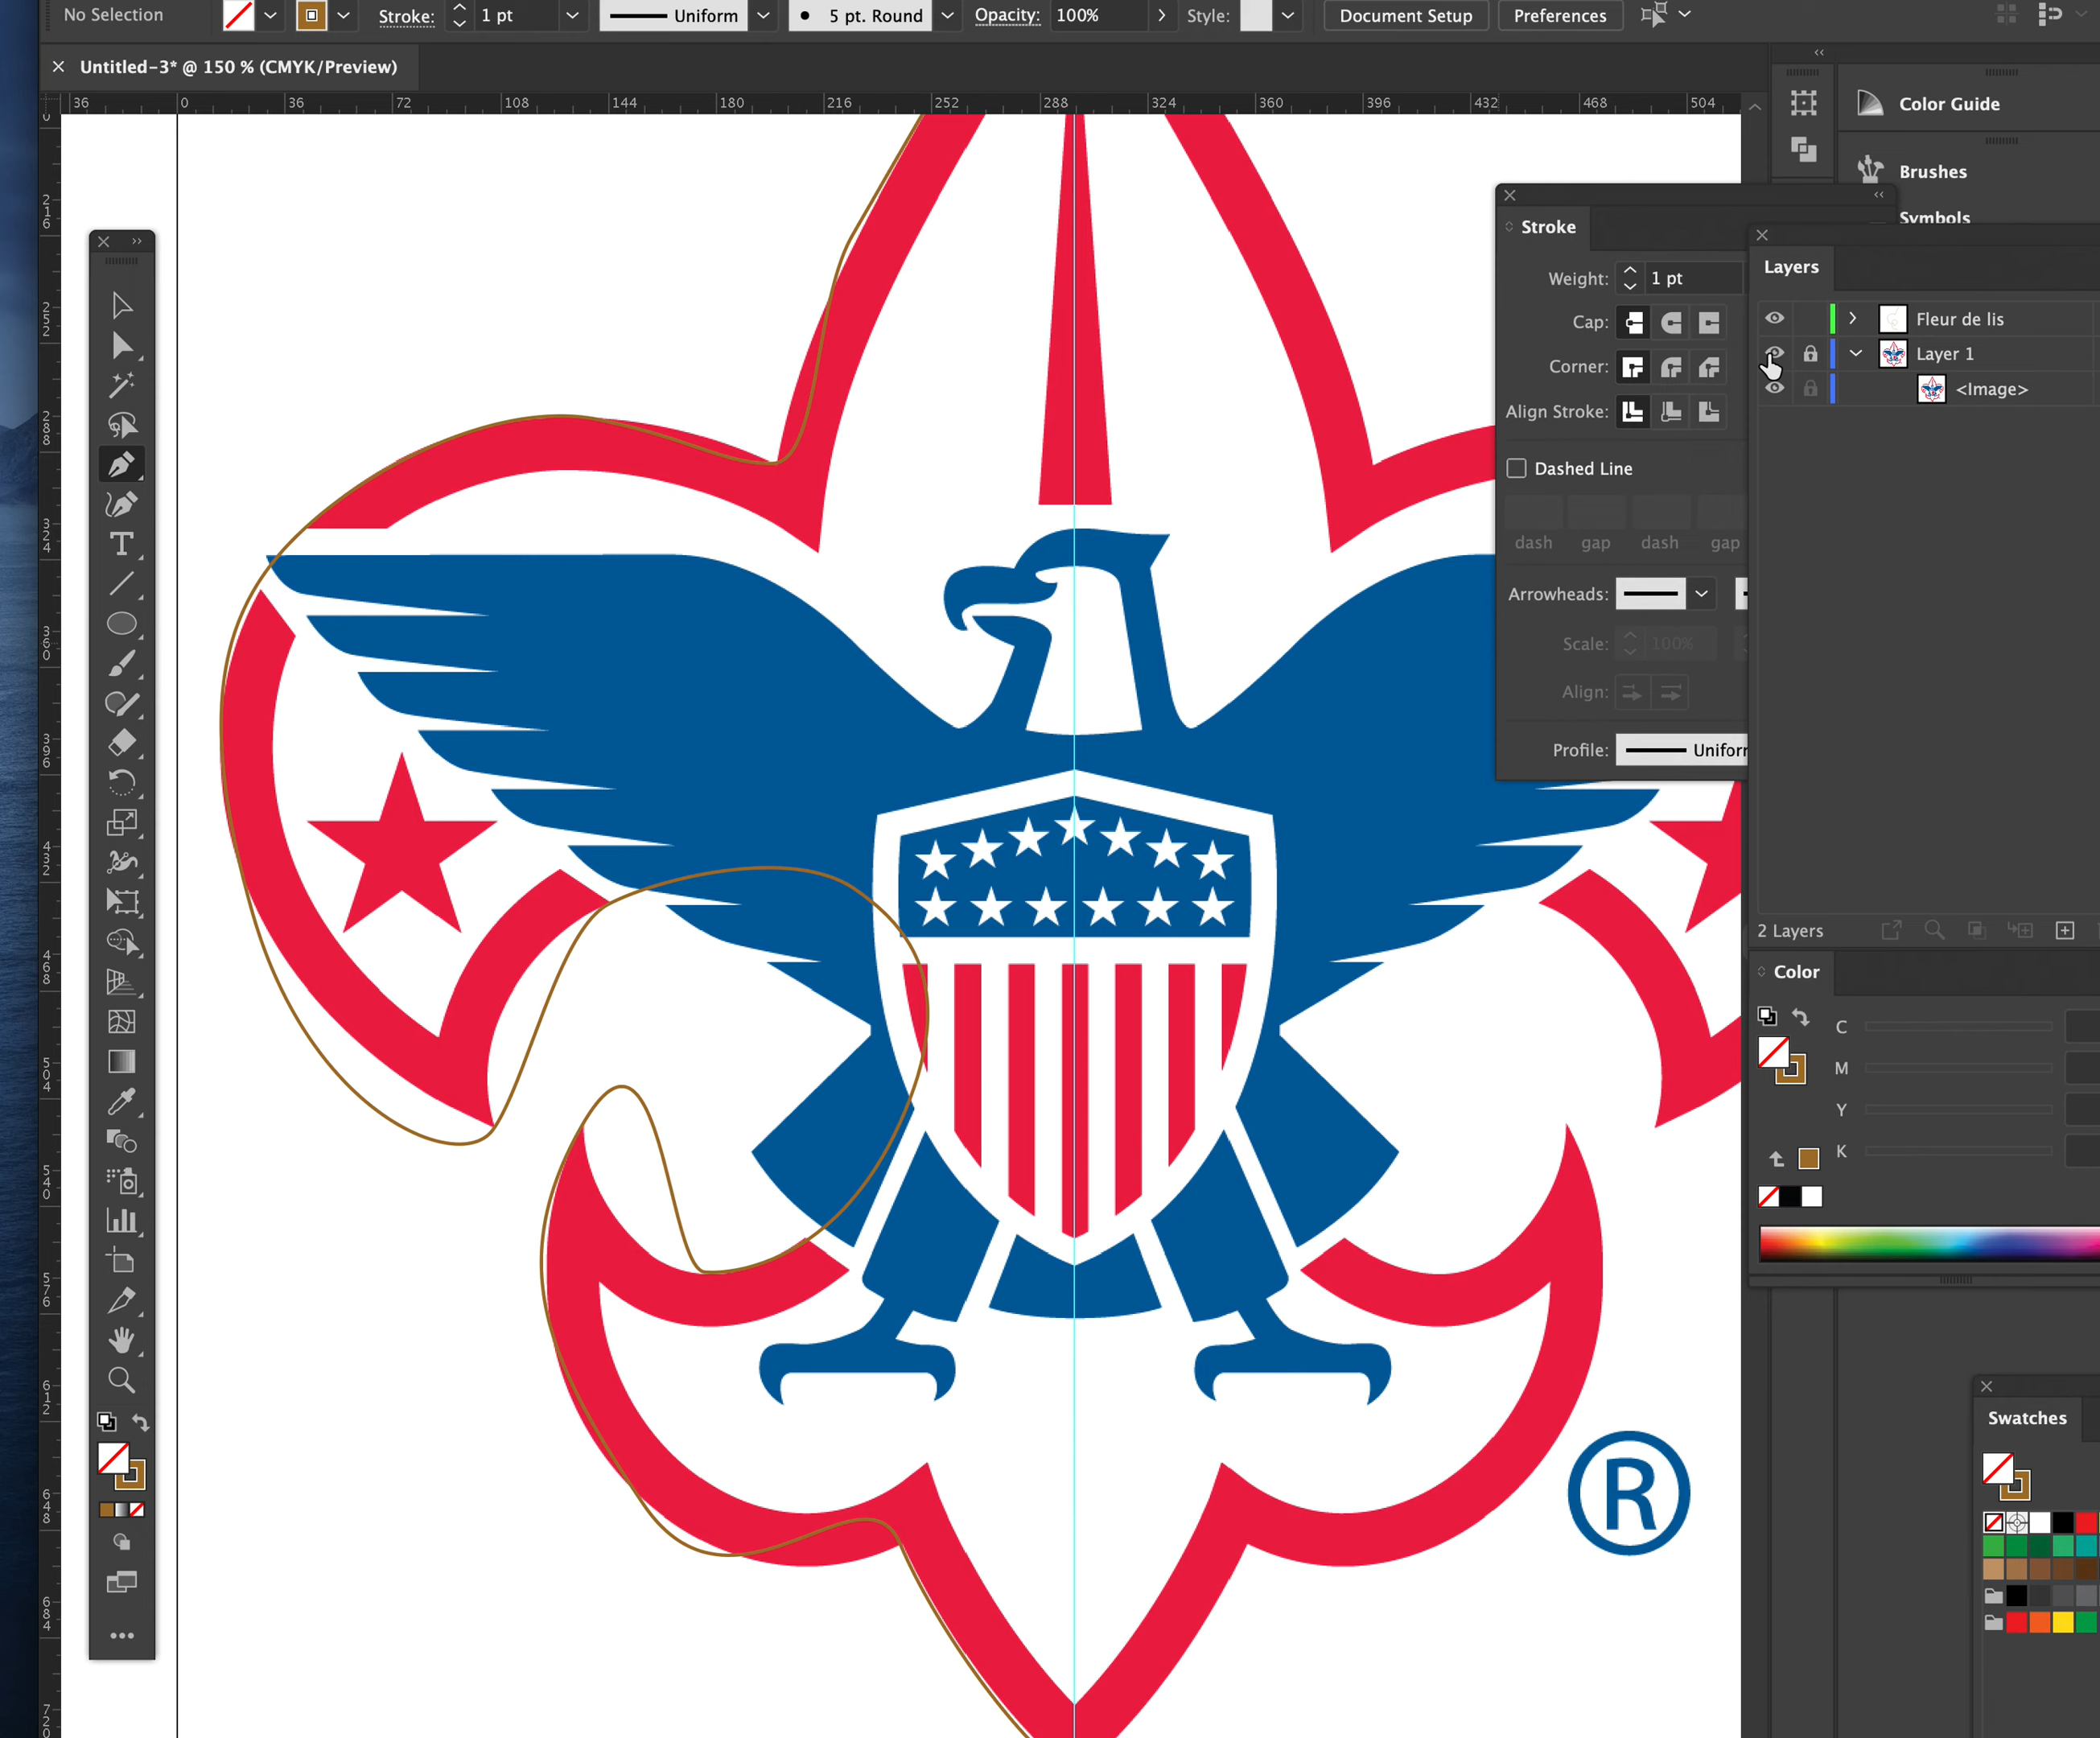 No Selection Stroke: 1 pt Uniform 5 pt. Round Opacity: 100% Style: Document Setup Preferences
Untitled-3* @ 150 % (CMYK/Preview)
36 0 36 72 108 144 180 216 252 288 324 360 396 432 468 504
0
216
252
288
324
360
396
432
468
504
540
576
612
648
684
720
Color Guide
Brushes
Symbols
Stroke
Weight: 1 pt
Cap:
Corner:
Align Stroke:
Dashed Line
dash gap dash gap
Arrowheads:
Scale: 100%
Align:
Profile: Uniform
Layers
Fleur de lis
Layer 1
<Image>
2 Layers
Color
C
M
Y
K
Swatches
T
R